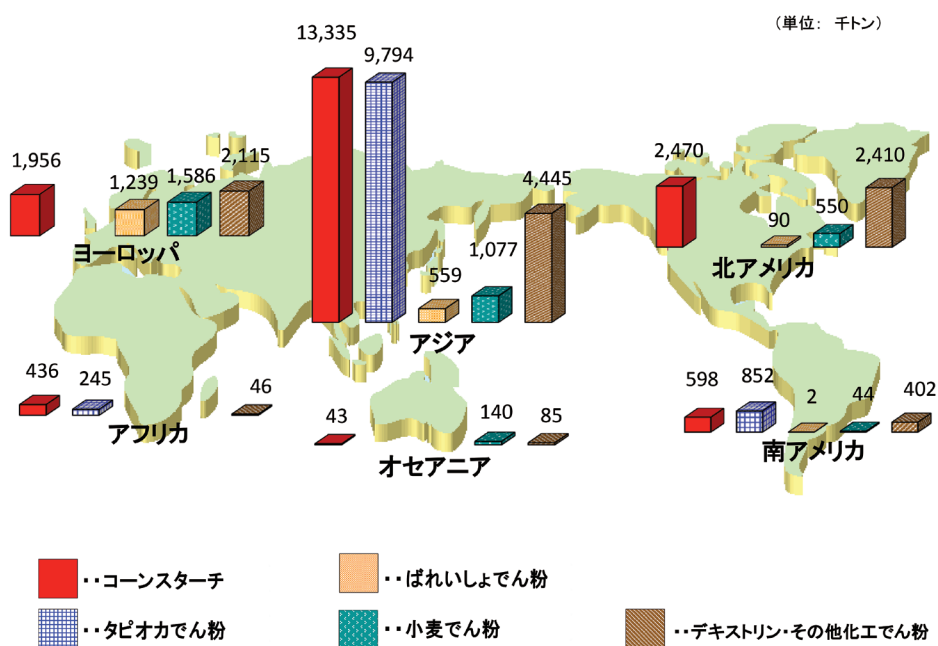 (単位: 千トン)
13,335
9,794
1,956
1,239
1,586
2,115
ヨーロッパ
559
1,077
4,445
アジア
2,470
90
550
2,410
北アメリカ
436
245
46
アフリカ
43
140
85
オセアニア
598
852
2
44
402
南アメリカ
‥コーンスターチ
‥ばれいしょでん粉
‥タピオカでん粉
‥小麦でん粉
‥デキストリン・その他化工でん粉